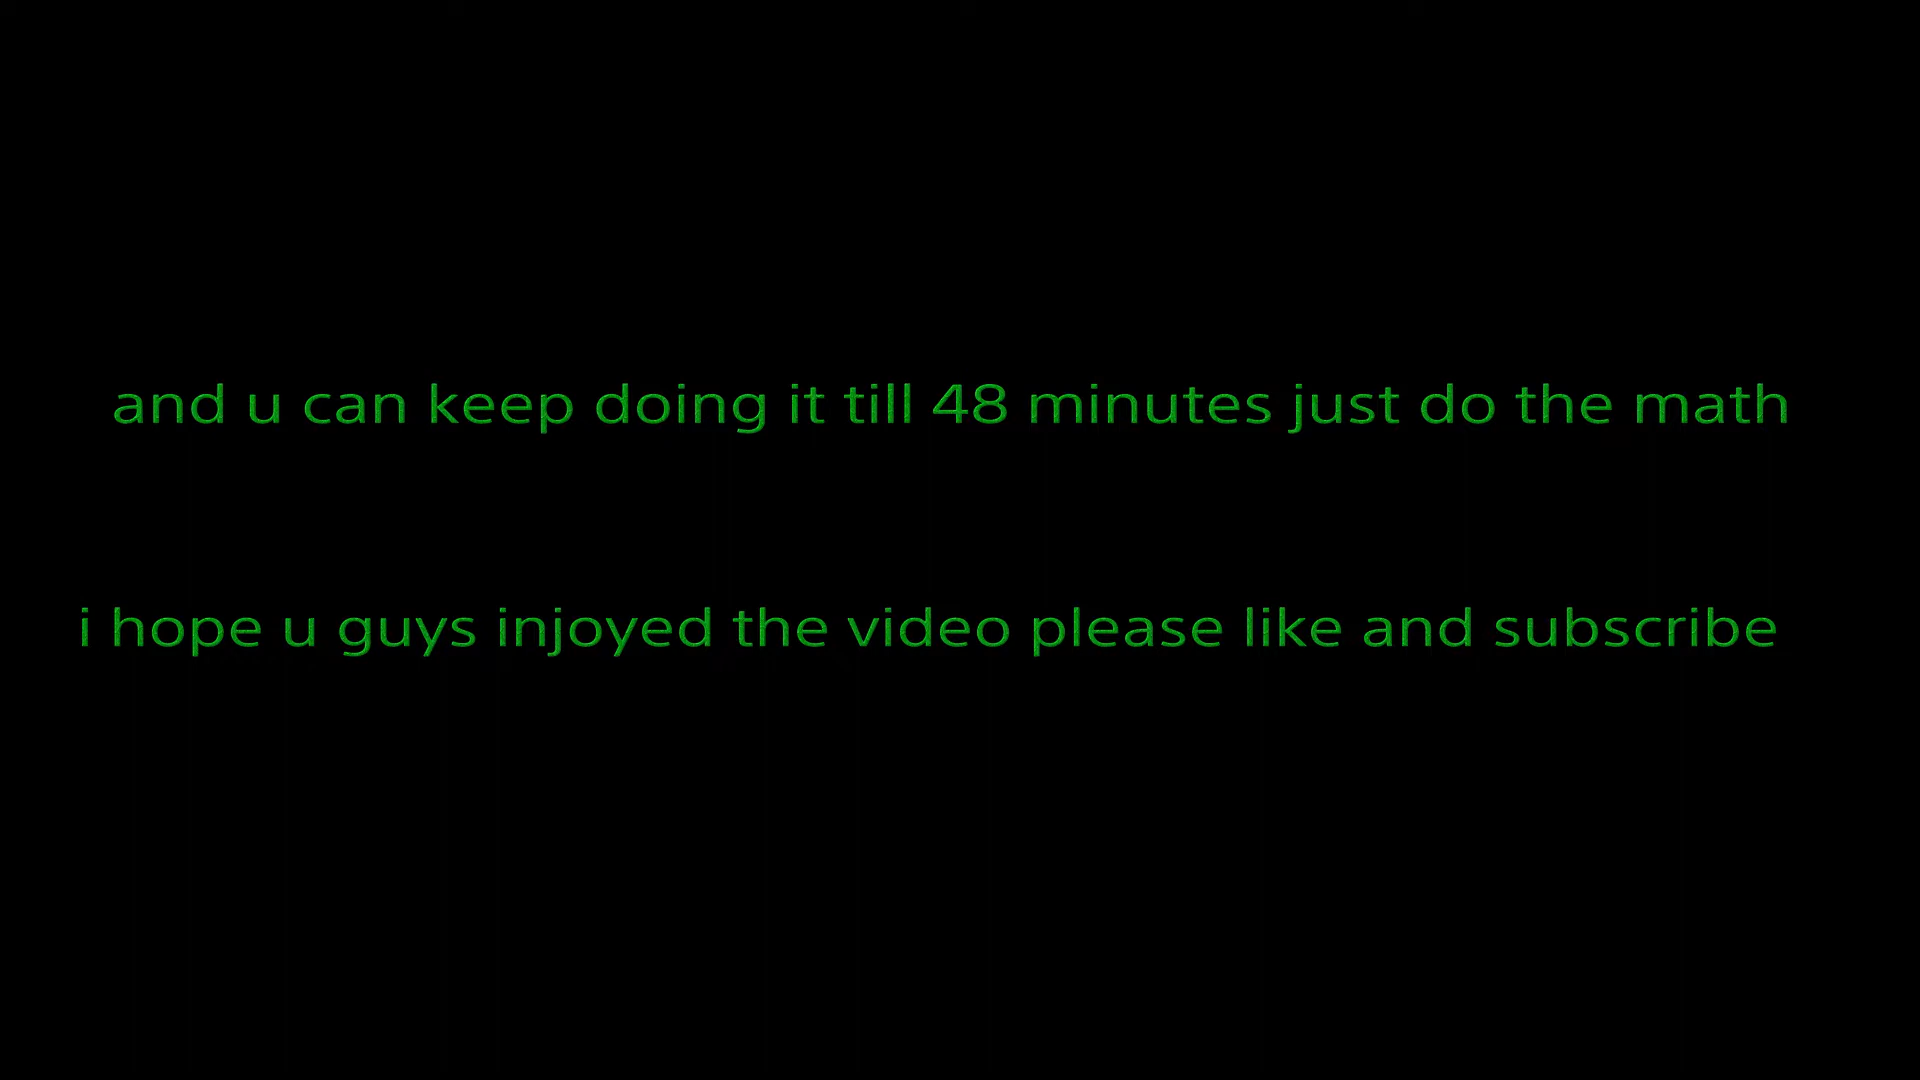 and u can keep doing it till 48 minutes just do the math
i hope u guys injoyed the video please like and subscribe